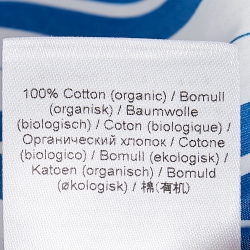 100% Cotton (organic) / Bomull
(organisk) / Baumwolle
(biologisch) / Coton (biologique) /
Органический хлопок / Cotone
(biologico) / Bomull (økologisk) /
Katoen (organisch) / Bomuld
(økologisk) / 棉(有机)